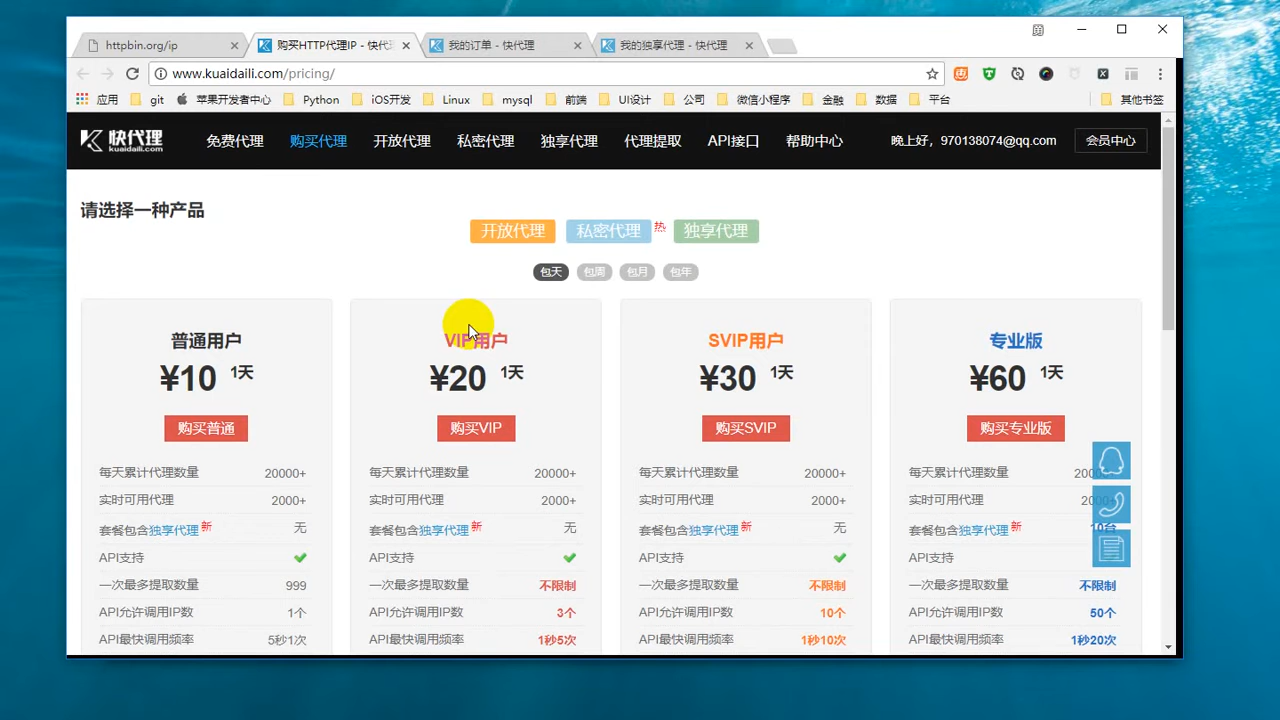 httpbin.org/ip
购买HTTP代理IP - 快代
我的订单 - 快代理
我的独享代理 - 快代理
www.kuaidaili.com/pricing/
应用 git 苹果开发者中心 Python iOS开发 Linux mysql 前端 UI设计 公司 微信小程序 金融 数据 平台 其他书签
快代理
kuaidaili.com
免费代理 购买代理 开放代理 私密代理 独享代理 代理提取 API接口 帮助中心 晚上好，970138074@qq.com 会员中心
请选择一种产品
开放代理 私密代理 热 独享代理
包天 包周 包月 包年
普通用户
¥10 1天
购买普通
每天累计代理数量 20000+
实时可用代理 2000+
套餐包含独享代理新 无
API支持
一次最多提取数量 999
API允许调用IP数 1个
API最快调用频率 5秒1次
VIP用户
¥20 1天
购买VIP
每天累计代理数量 20000+
实时可用代理 2000+
套餐包含独享代理新 无
API支持
一次最多提取数量 不限制
API允许调用IP数 3个
API最快调用频率 1秒5次
SVIP用户
¥30 1天
购买SVIP
每天累计代理数量 20000+
实时可用代理 2000+
套餐包含独享代理新 无
API支持
一次最多提取数量 不限制
API允许调用IP数 10个
API最快调用频率 1秒10次
专业版
¥60 1天
购买专业版
每天累计代理数量
实时可用代理
套餐包含独享代理新 10台
API支持
一次最多提取数量 不限制
API允许调用IP数 50个
API最快调用频率 1秒20次